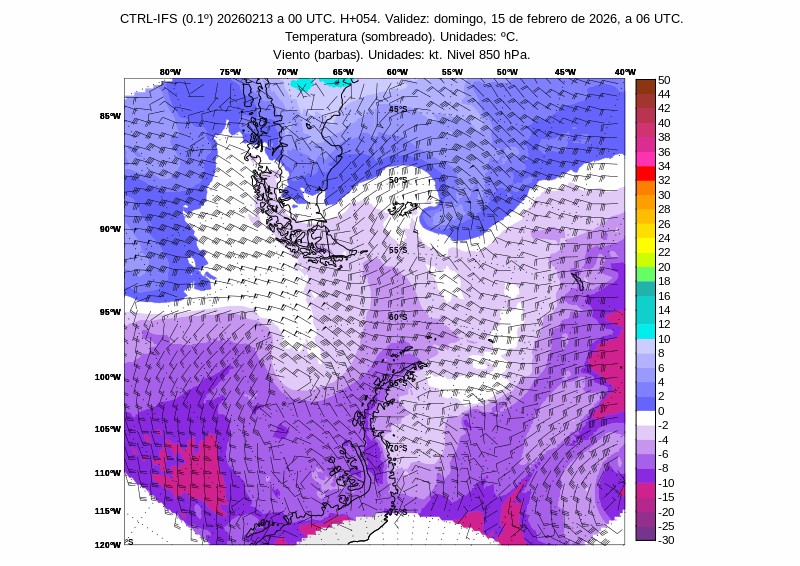 CTRL-IFS (0.1º) 20260213 a 00 UTC. H+054. Validez: domingo, 15 de febrero de 2026, a 06 UTC.
Temperatura (sombreado). Unidades: ºC.
Viento (barbas). Unidades: kt. Nivel 850 hPa.
80°W 75°W 70°W 65°W 60°W 55°W 50°W 45°W 40°W
50
44
45°S
85°W
42
40
38
36
34
50°S
32
30
28
90°W
26
24
55°S
22
20
18
16
95°W
60°S
14
12
10
8
6
100°W
4
65°S
2
0
105°W
-2
-4
70°S
-6
110°W
-8
-10
-15
115°W
75°S
-20
-25
120°W
°S
-30